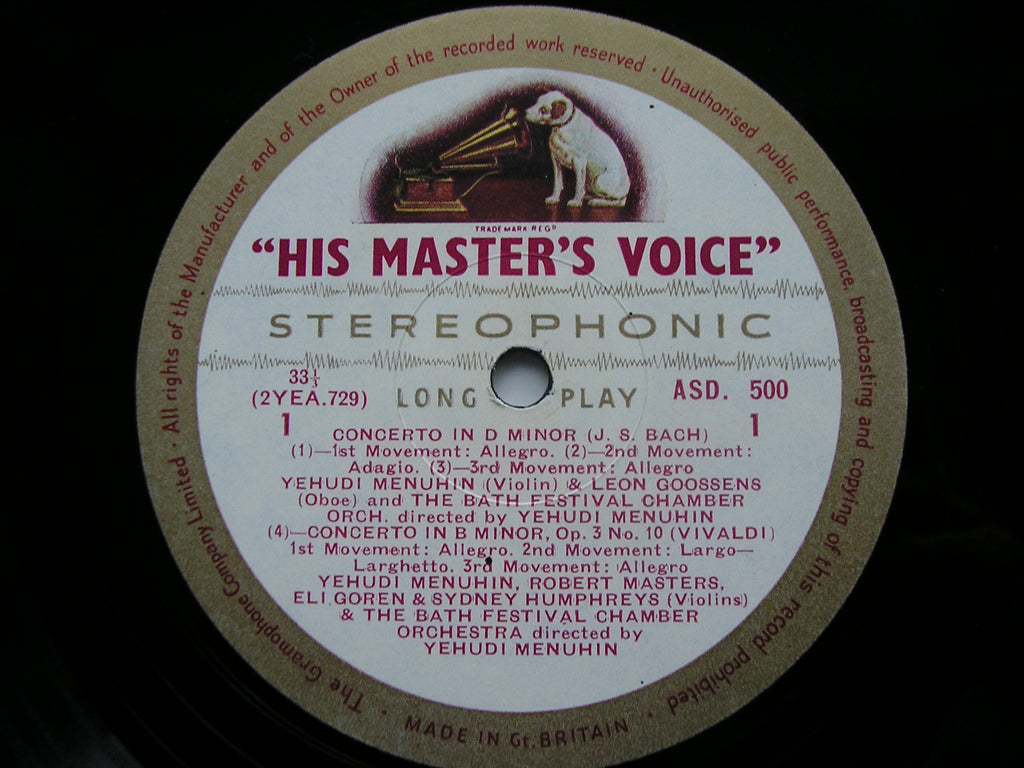 The Gramophone Company Limited · All rights of the Manufacturer and of the Owner of the recorded work reserved · Unauthorised public performance, broadcasting and copying of this record prohibited ·
TRADE MARK REGD
“HIS MASTER'S VOICE”
STEREOPHONIC
33⅓
(2YEA.729)
LONG PLAY
ASD. 500
1
1
CONCERTO IN D MINOR (J. S. BACH)
(1)—1st Movement: Allegro. (2)—2nd Movement:
Adagio. (3)—3rd Movement: Allegro
YEHUDI MENUHIN (Violin) & LEON GOOSSENS
(Oboe) and THE BATH FESTIVAL CHAMBER
ORCH. directed by YEHUDI MENUHIN
(4)—CONCERTO IN B MINOR, Op. 3 No. 10 (VIVALDI)
1st Movement: Allegro. 2nd Movement: Largo—
Larghetto. 3rd Movement: Allegro
YEHUDI MENUHIN, ROBERT MASTERS,
ELI GOREN & SYDNEY HUMPHREYS (Violins)
& THE BATH FESTIVAL CHAMBER
ORCHESTRA directed by
YEHUDI MENUHIN
MADE IN Gt. BRITAIN ·